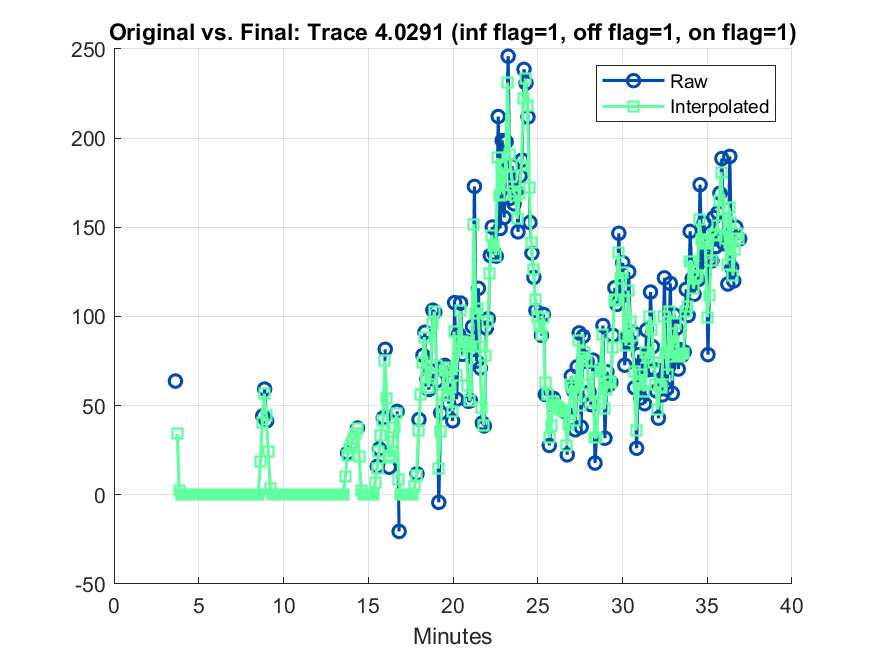 Original vs. Final: Trace 4.0291 (inf flag=1, off flag=1, on flag=1)
250
200
150
100
50
0
-50
Raw
Interpolated
0 5 10 15 20 25 30 35 40
Minutes